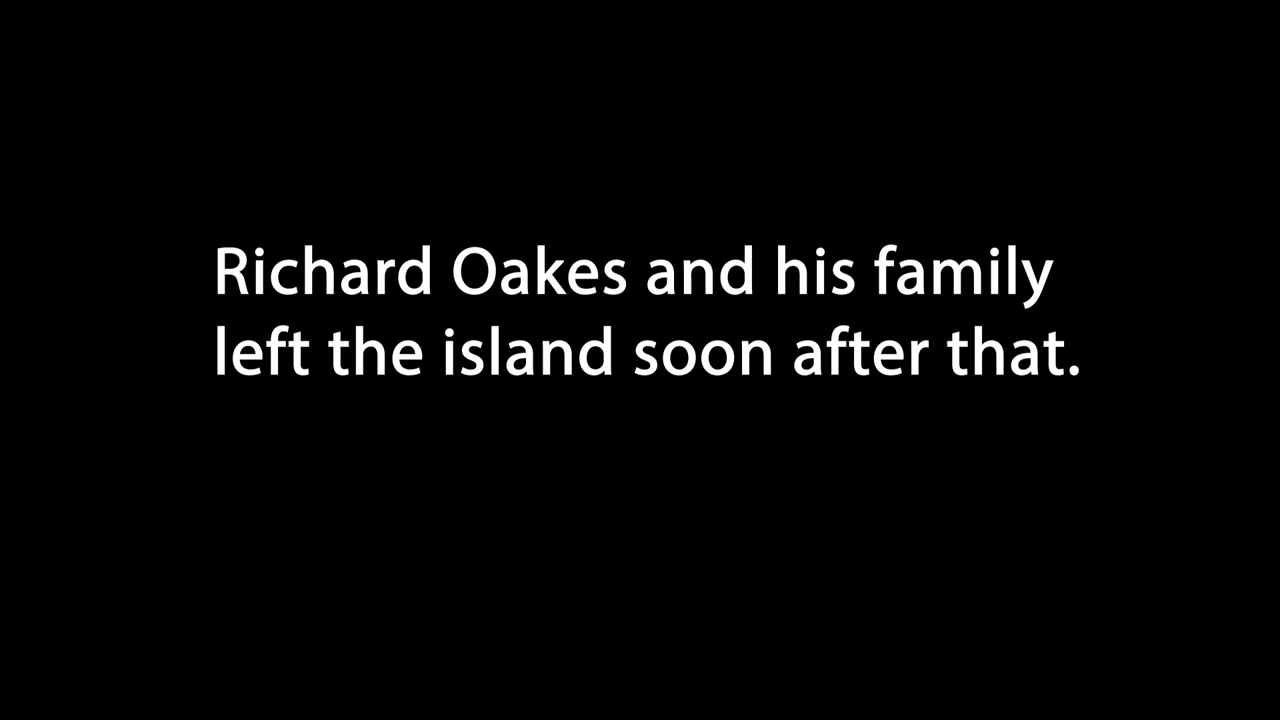 Richard Oakes and his family
left the island soon after that.